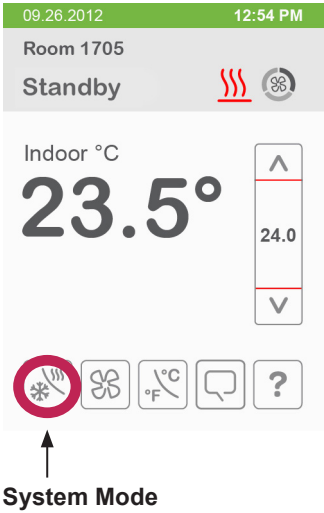 09.26.2012 12:54 PM
Room 1705
Standby
Indoor °C
23.5°
24.0
°C
°F
?
System Mode